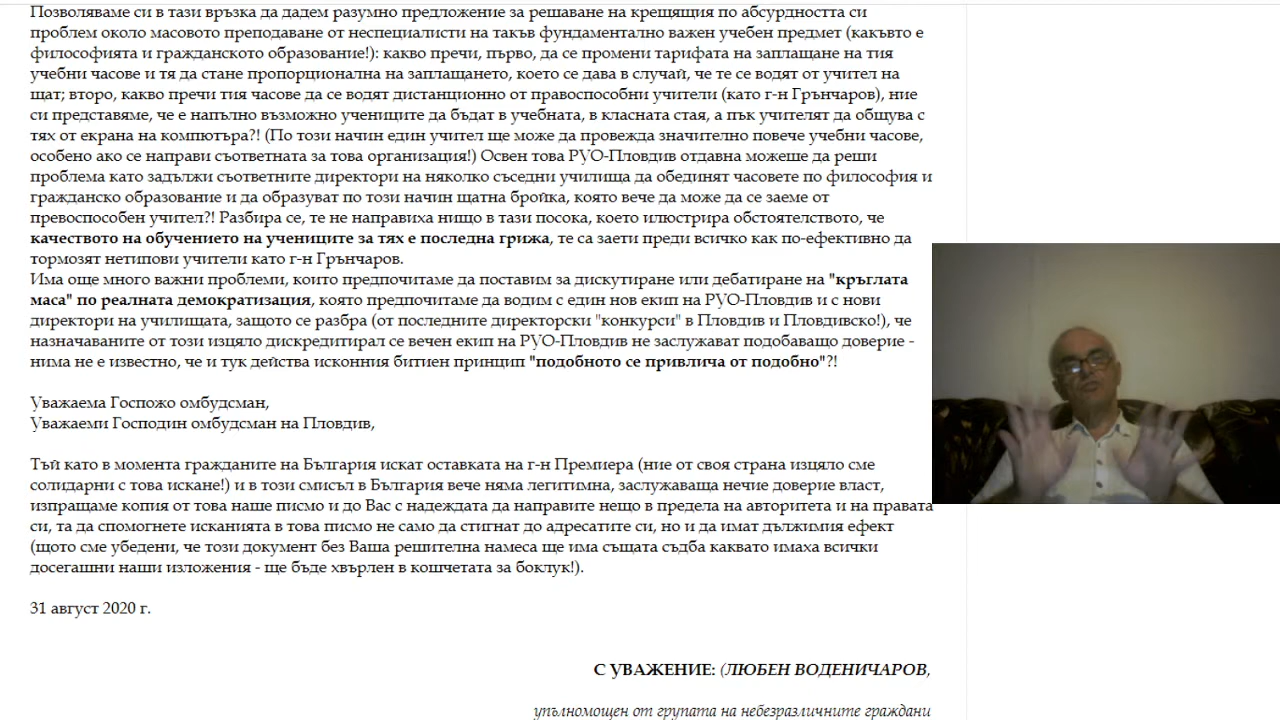 Позволяваме си в тази връзка да дадем разумно предложение за решаване на крещящия по абсурдността си
проблем около масовото преподаване от неспециалисти на такъв фундаментално важен учебен предмет (какъвто е
философията и гражданското образование!): какво пречи, първо, да се промени тарифата на заплащане на тия
учебни часове и тя да стане пропорционална на заплащането, което се дава в случай, че те се водят от учител на
щат; второ, какво пречи тия часове да се водят дистанционно от правоспособни учители (като г-н Грънчаров), ние
си представяме, че е напълно възможно учениците да бъдат в учебната, в класната стая, а пък учителят да общува с
тях от екрана на компютъра?! (По този начин един учител ще може да провежда значително повече учебни часове,
особено ако се направи съответната за това организация!) Освен това РУО-Пловдив отдавна можеше да реши
проблема като задължи съответните директори на няколко съседни училища да обединят часовете по философия и
гражданско образование и да образуват по този начин щатна бройка, която вече да може да се заеме от
превоспособен учител?! Разбира се, те не направиха нищо в тази посока, което илюстрира обстоятелството, че
качеството на обучението на учениците за тях е последна грижа, те са заети преди всичко как по-ефективно да
тормозят нетипови учители като г-н Грънчаров.
Има още много важни проблеми, които предпочитаме да поставим за дискутиране или дебатиране на "кръглата
маса" по реалната демократизация, която предпочитаме да водим с един нов екип на РУО-Пловдив и с нови
директори на училищата, защото се разбра (от последните директорски "конкурси" в Пловдив и Пловдивско!), че
назначаваните от този изцяло дискредитирал се вечен екип на РУО-Пловдив не заслужават подобаващо доверие -
нима не е известно, че и тук действа исконния битиен принцип "подобното се привлича от подобно"?!
Уважаема Госпожо омбудсман,
Уважаеми Господин омбудсман на Пловдив,
Тъй като в момента гражданите на България искат оставката на г-н Премиера (ние от своя страна изцяло сме
солидарни с това искане!) и в този смисъл в България вече няма легитимна, заслужаваща нечие доверие власт,
изпращаме копия от това наше писмо и до Вас с надеждата да направите нещо в предела на авторитета и на правата
си, та да спомогнете исканията в това писмо не само да стигнат до адресатите си, но и да имат дължимия ефект
(щото сме убедени, че този документ без Ваша решителна намеса ще има същата съдба каквато имаха всички
досегашни наши изложения - ще бъде хвърлен в кошчетата за боклук!).
31 август 2020 г.
С УВАЖЕНИЕ: (ЛЮБЕН ВОДЕНИЧАРОВ,
упълномощен от групата на небезразличните граждани